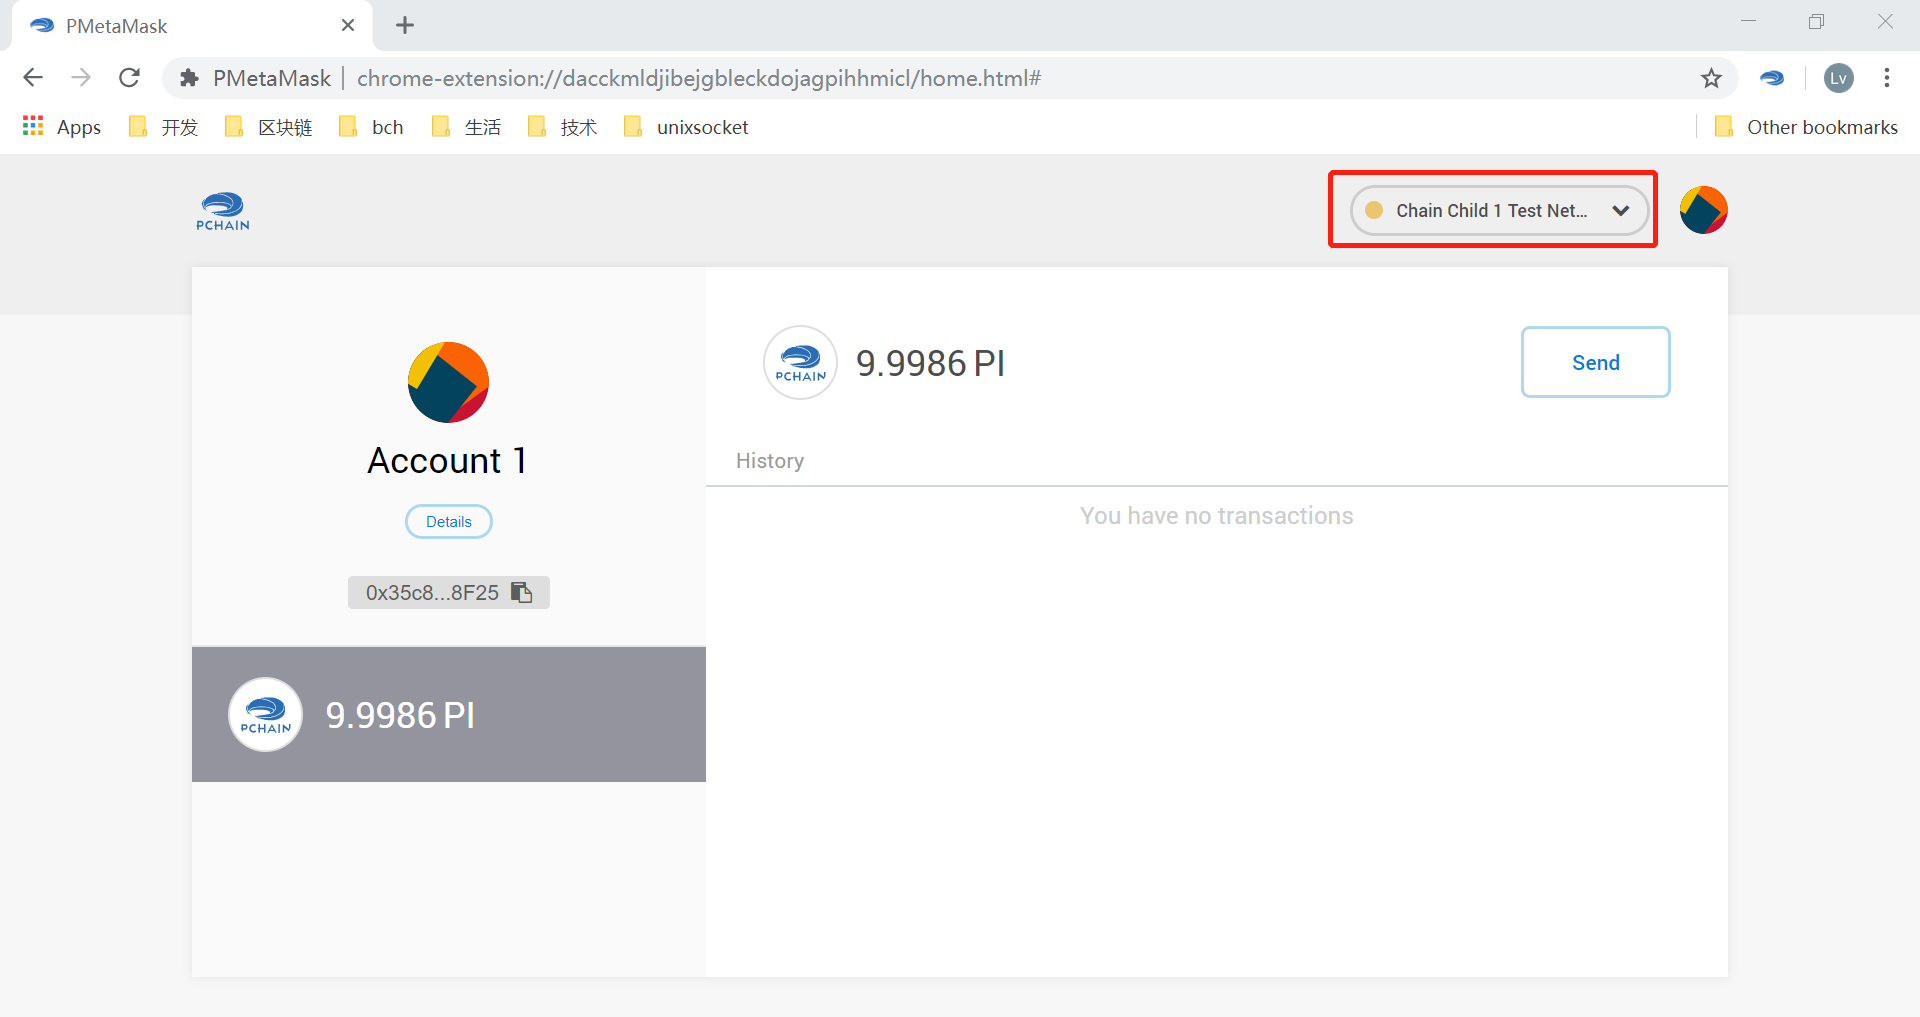 PMetaMask
PMetaMask | chrome-extension://dacckmldjibejgbleckdojagpihhmicl/home.html#
Lv
Apps 开发 区块链 bch 生活 技术 unixsocket Other bookmarks
PCHAIN
Chain Child 1 Test Net...
PCHAIN
9.9986 PI
Send
Account 1
History
Details
You have no transactions
0x35c8...8F25
PCHAIN
9.9986 PI